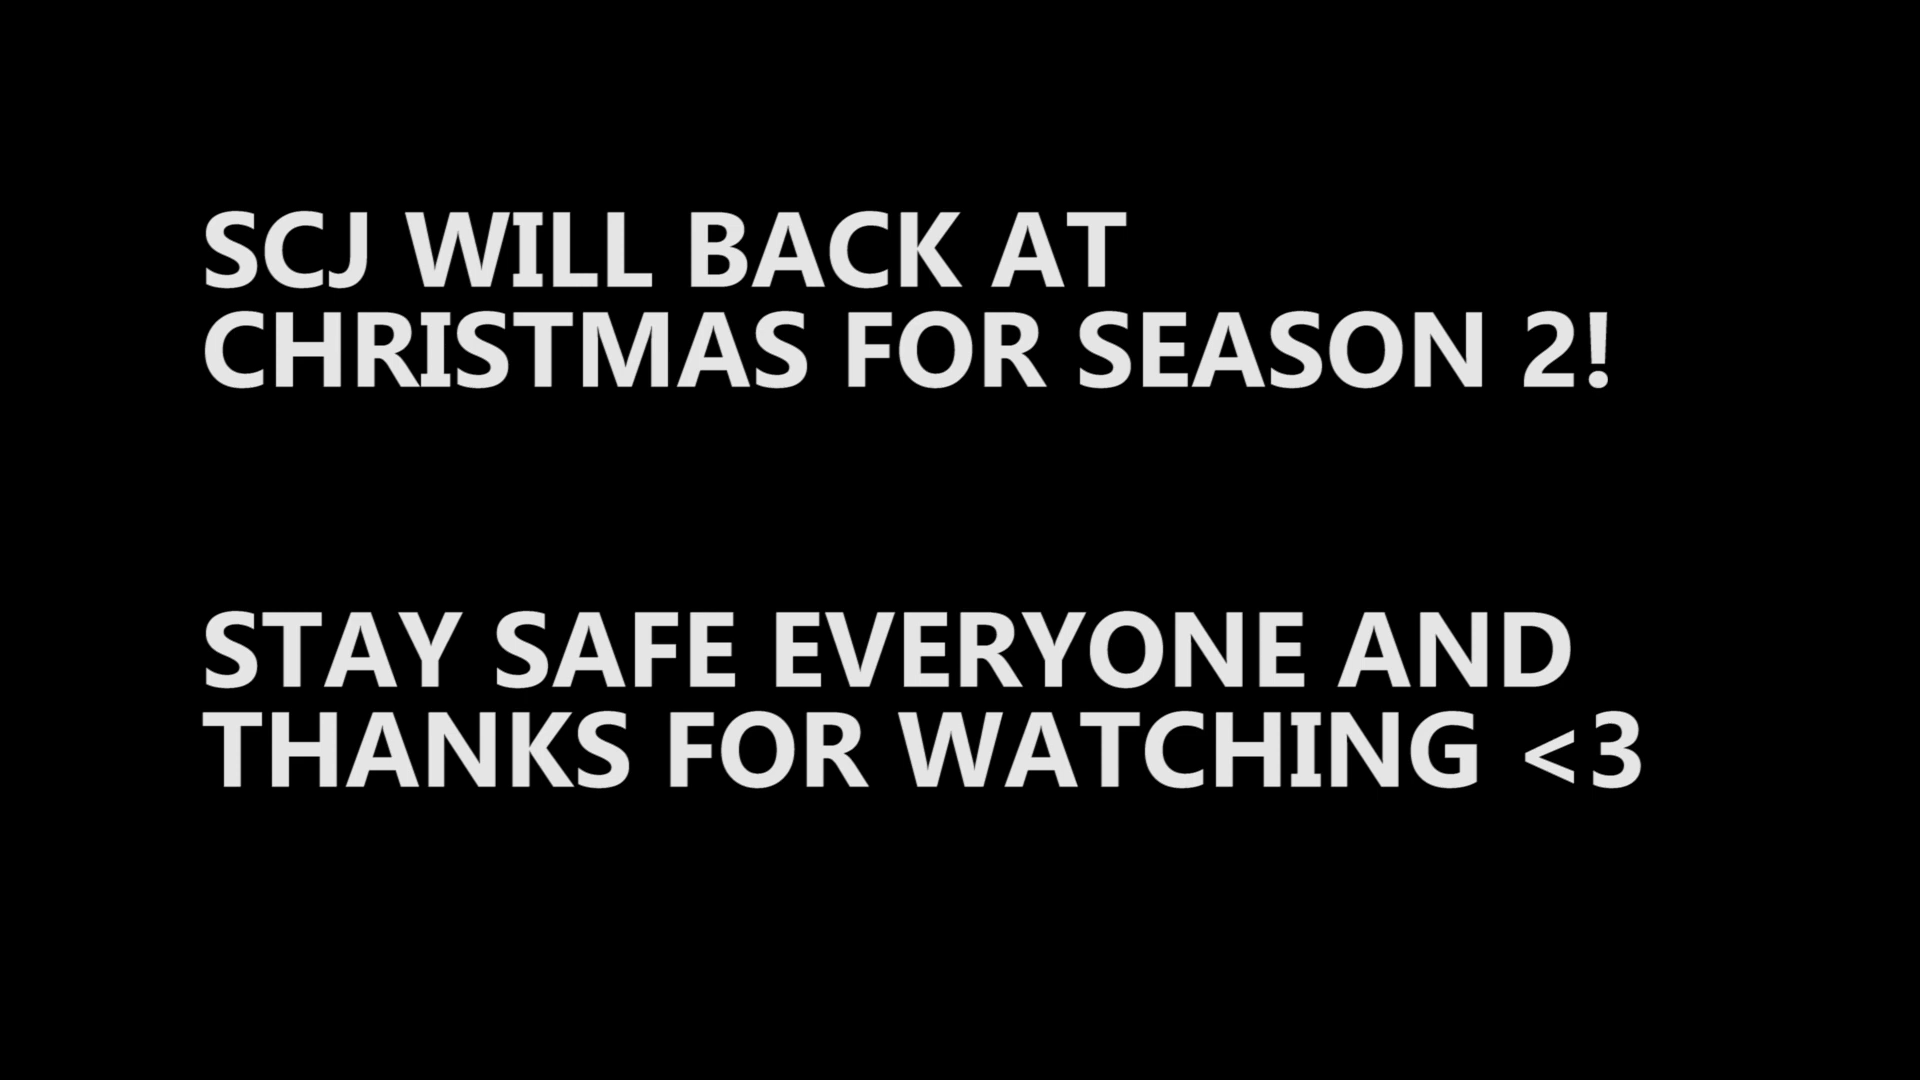 SCJ WILL BACK AT
CHRISTMAS FOR SEASON 2!
STAY SAFE EVERYONE AND
THANKS FOR WATCHING <3